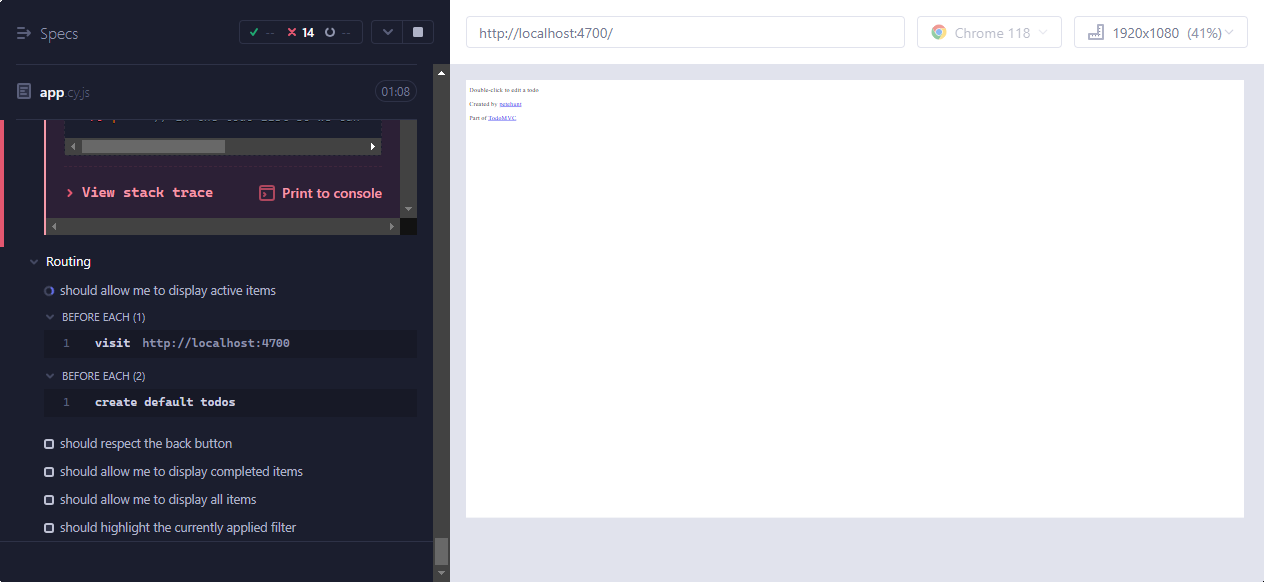 Specs
-- 14 --
app.cy.js 01:08
View stack trace Print to console
Routing
should allow me to display active items
BEFORE EACH (1)
1 visit http://localhost:4700
BEFORE EACH (2)
1 create default todos
should respect the back button
should allow me to display completed items
should allow me to display all items
should highlight the currently applied filter
http://localhost:4700/ Chrome 118 1920x1080 (41%)
Double-click to edit a todo
Created by petehunt
Part of TodoMVC